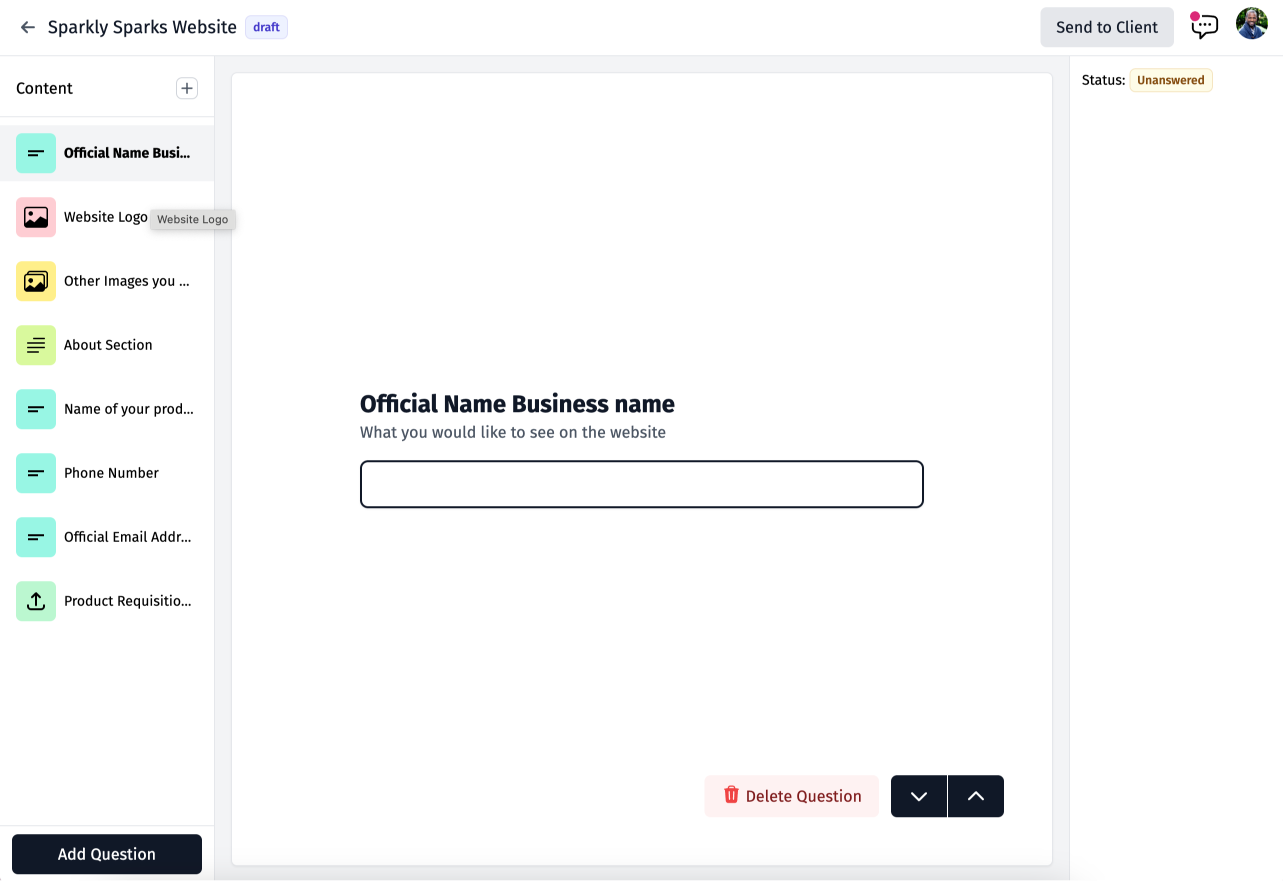 Sparkly Sparks Website
draft
Send to Client
Content
Official Name Busi...
Website Logo
Website Logo
Other Images you ...
About Section
Name of your prod...
Phone Number
Official Email Addr...
Product Requisitio...
Add Question
Official Name Business name
What you would like to see on the website
Delete Question
Status: Unanswered